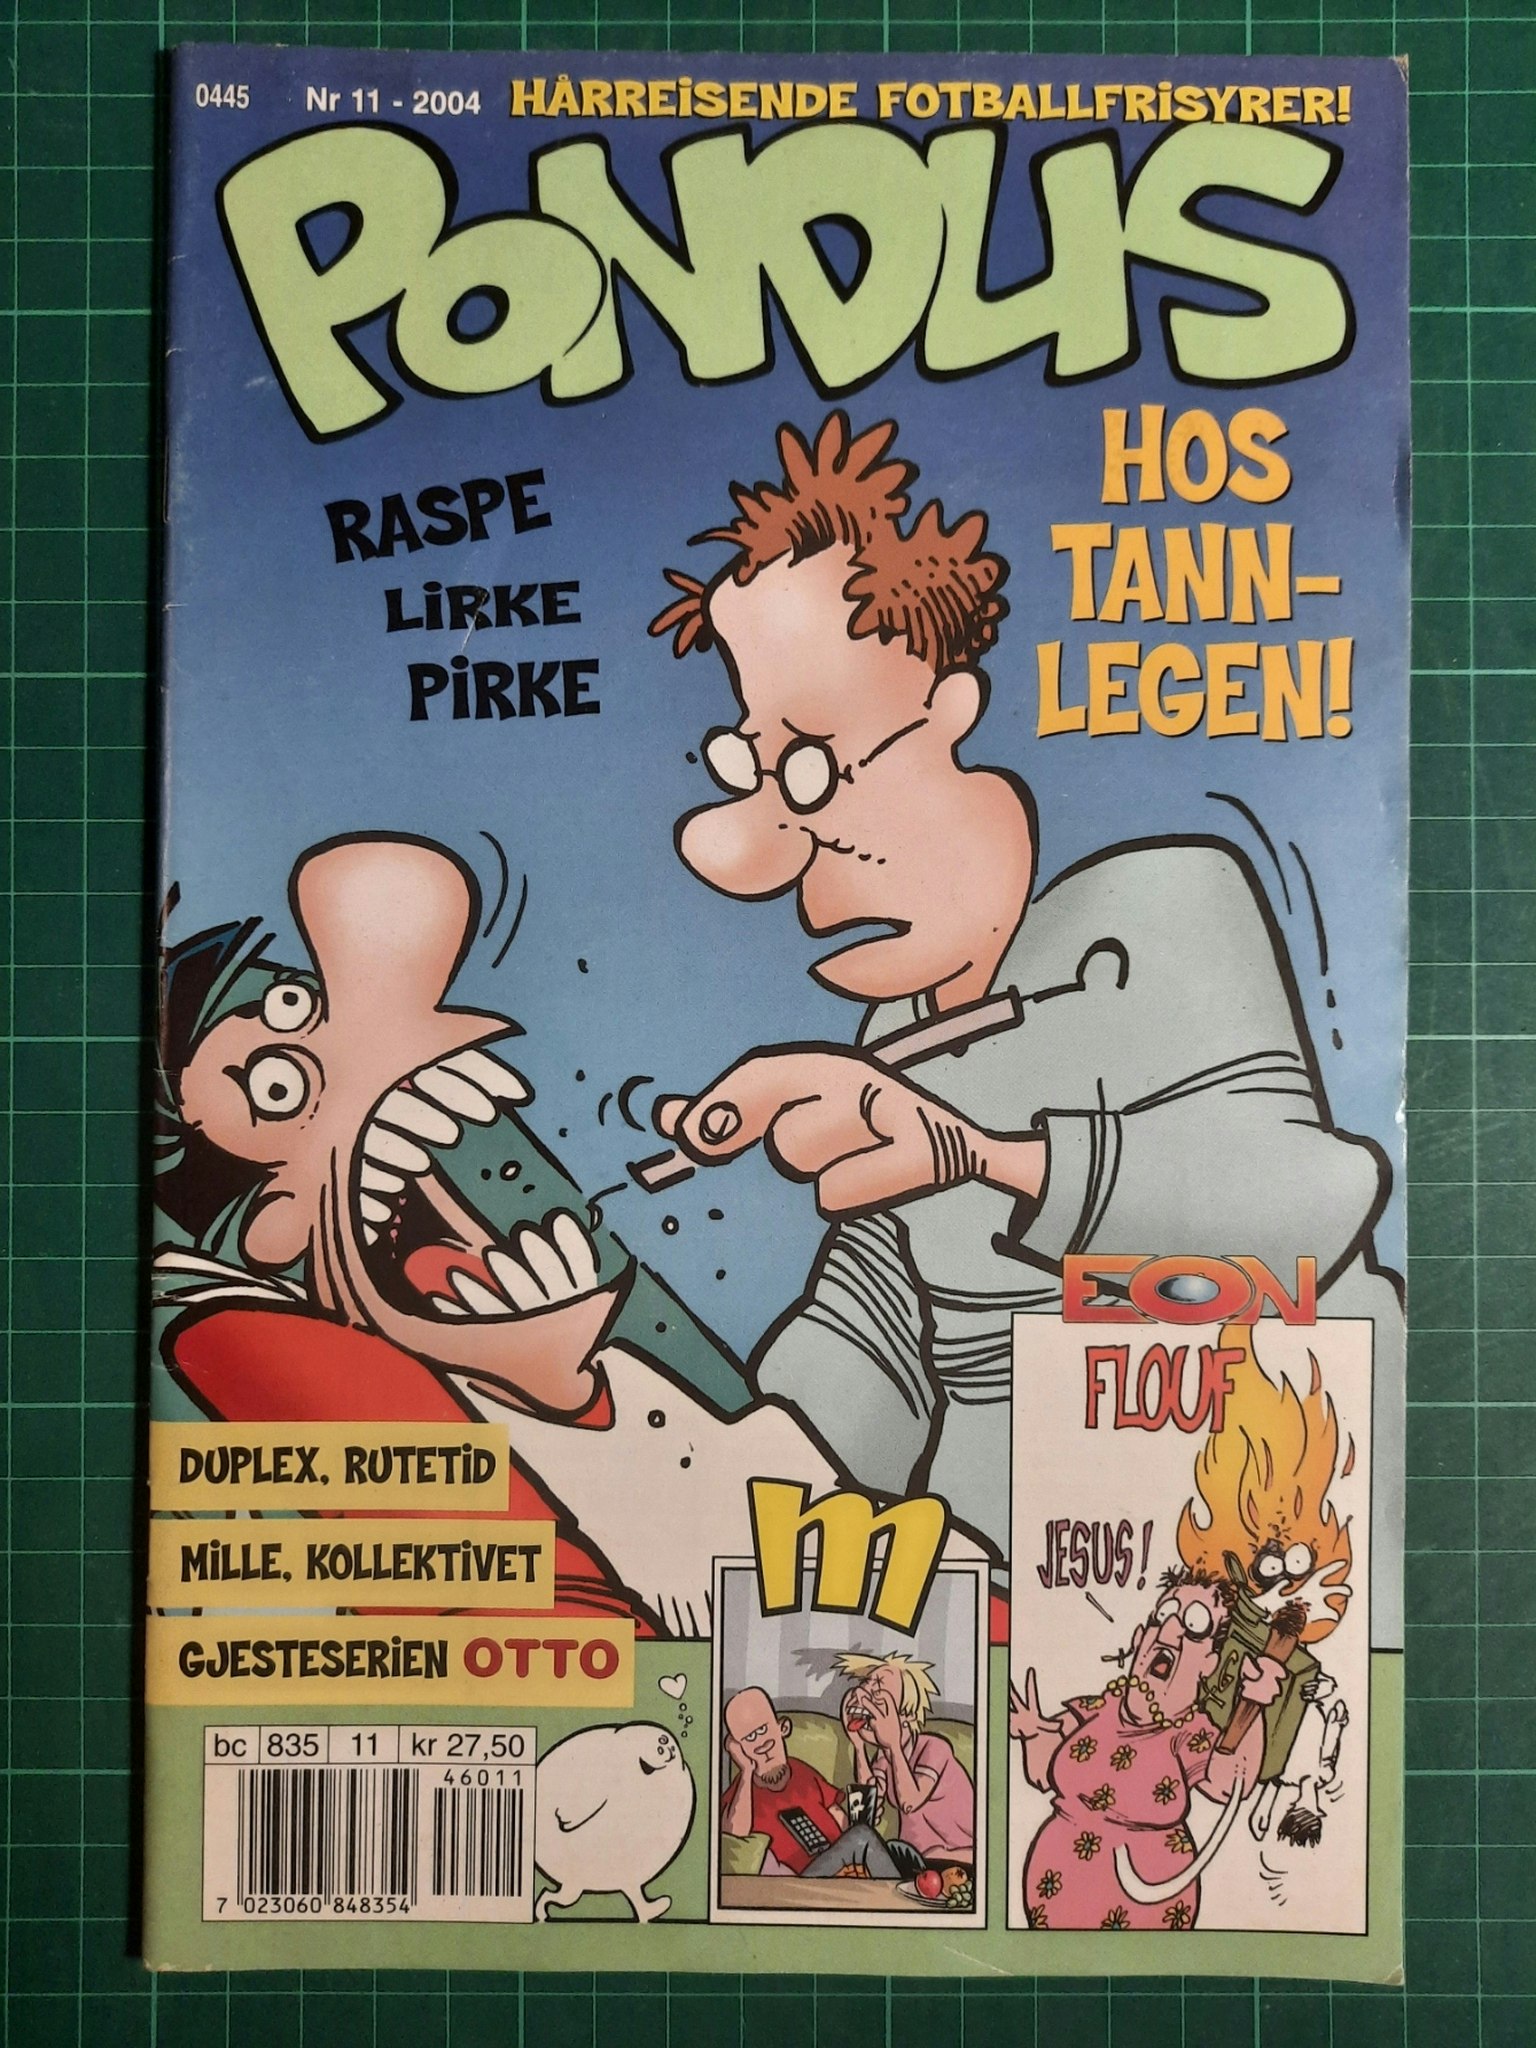 0445 Nr 11 - 2004 HÅRREiSENDE FOTBALLFRiSYRER!
PONDUS
HOS
TANN-
LEGEN!
RASPE
LiRKE
PiRKE
EON
FLOUF
JESUS!
DUPLEX, RUTETiD
MiLLE, KOLLEKTiVET
GJESTESERiEN OTTO
m
bc 835 11 kr 27,50
46011
7 023060 848354